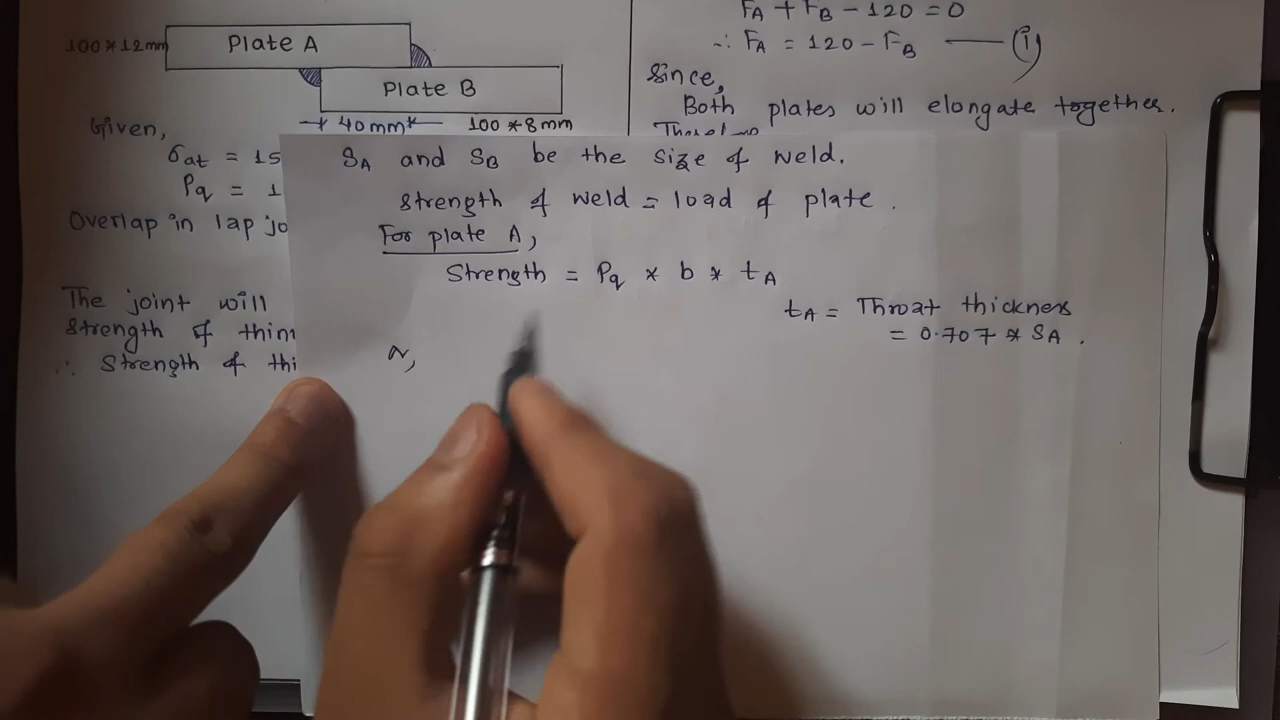 100*12mm
Plate A
Plate B
40mm
100*8mm
Given,
σat = 15
Pq = 1
Overlap in lap jo
The joint will
Strength of thin
∴ Strength of thi
FA + FB - 120 = 0
∴ FA = 120 - FB —— (i)
Since,
Both plates will elongate together.
SA and SB be the size of weld.
Strength of weld = load of plate.
For plate A,
Strength = Pq * b * tA
tA = Throat thickness
= 0.707 * SA.